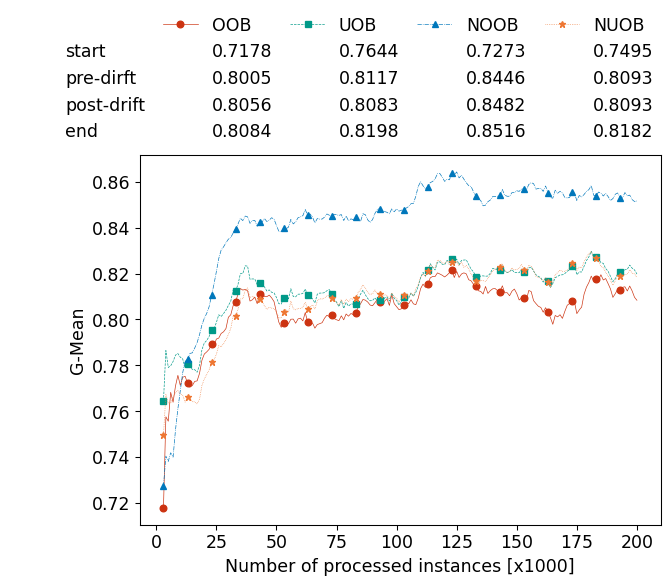 OOB UOB NOOB NUOB
start 0.7178 0.7644 0.7273 0.7495
pre-dirft 0.8005 0.8117 0.8446 0.8093
post-drift 0.8056 0.8083 0.8482 0.8093
end 0.8084 0.8198 0.8516 0.8182
0.86
0.84
0.82
0.80
0.78
0.76
0.74
0.72
G-Mean
0 25 50 75 100 125 150 175 200
Number of processed instances [x1000]